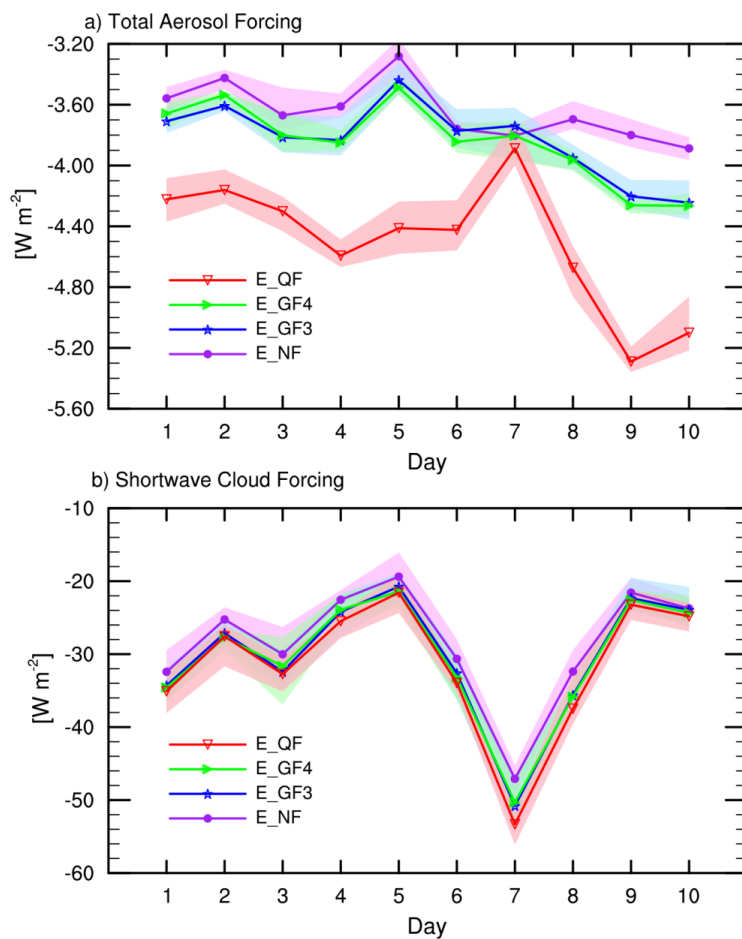 a) Total Aerosol Forcing
-3.20
-3.60
-4.00
-4.40
-4.80
-5.20
-5.60
[W m-2]
E_QF
E_GF4
E_GF3
E_NF
1 2 3 4 5 6 7 8 9 10
Day
b) Shortwave Cloud Forcing
-10
-20
-30
-40
-50
-60
[W m-2]
E_QF
E_GF4
E_GF3
E_NF
1 2 3 4 5 6 7 8 9 10
Day